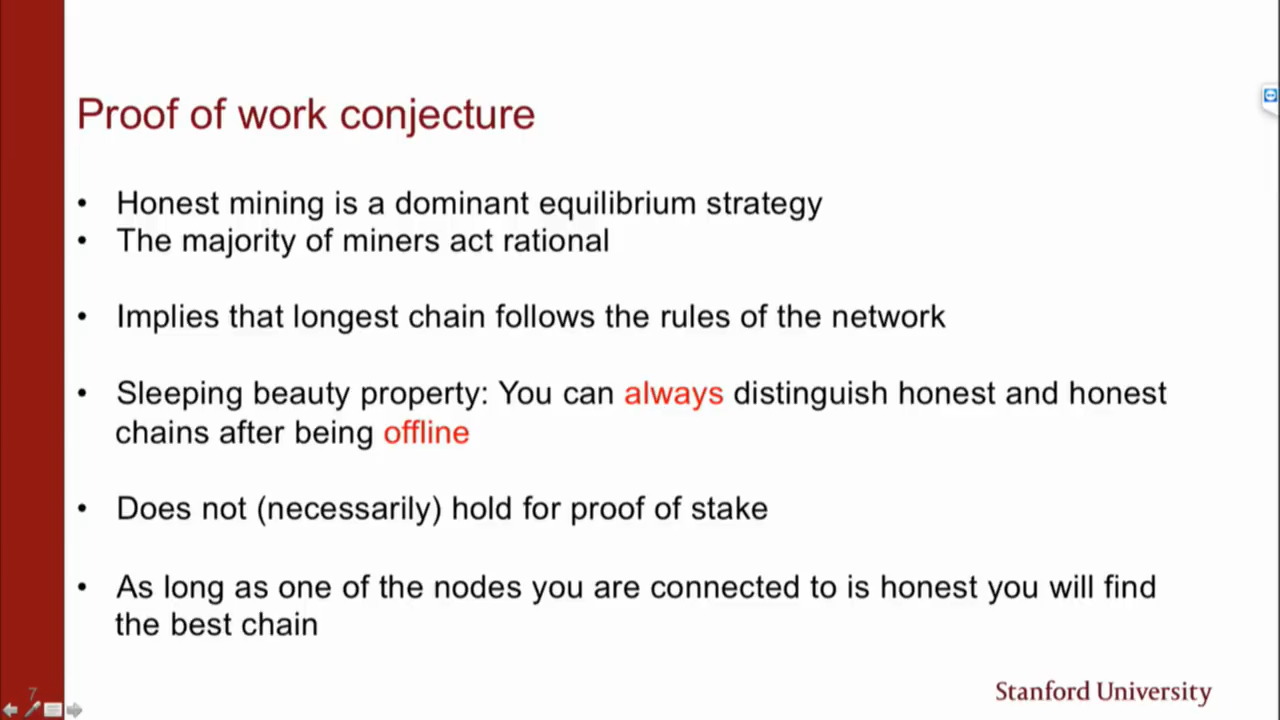 Proof of work conjecture
• Honest mining is a dominant equilibrium strategy
• The majority of miners act rational
• Implies that longest chain follows the rules of the network
• Sleeping beauty property: You can always distinguish honest and honest
chains after being offline
• Does not (necessarily) hold for proof of stake
• As long as one of the nodes you are connected to is honest you will find
the best chain
7
Stanford University